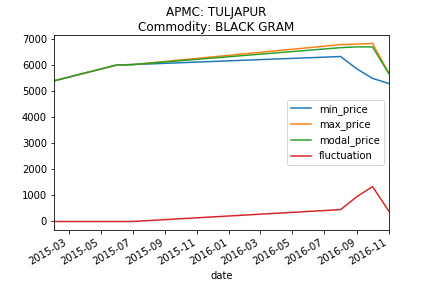 APMC: TULJAPUR
Commodity: BLACK GRAM
7000
6000
5000
4000
3000
2000
1000
0
min_price
max_price
modal_price
fluctuation
2015-03
2015-05
2015-07
2015-09
2015-11
2016-01
2016-03
2016-05
2016-07
2016-09
2016-11
date